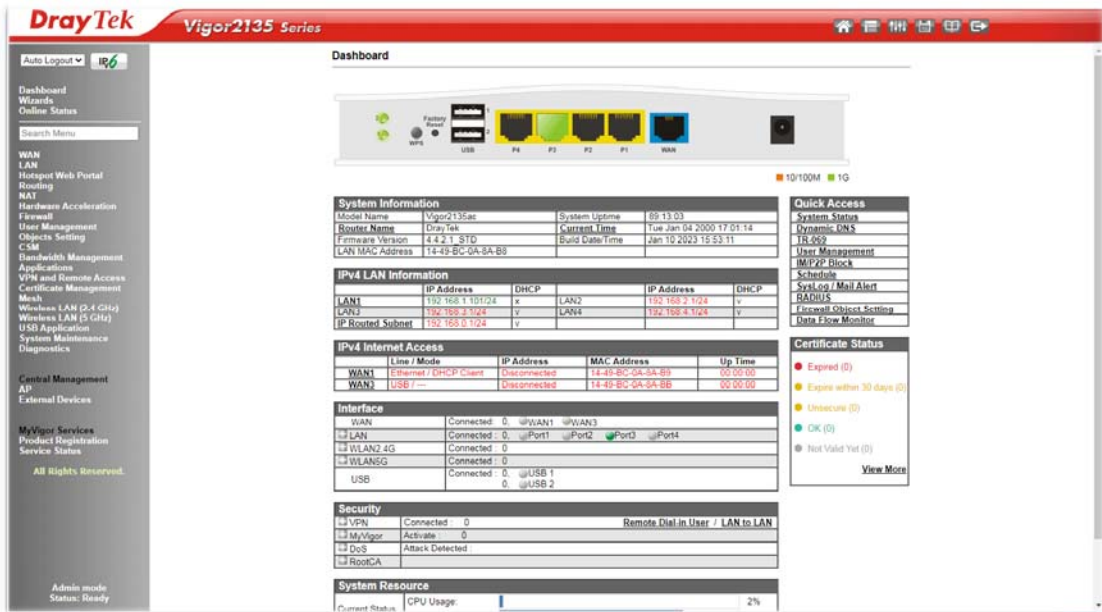 DrayTek Vigor2135 Series
Auto Logout IPv6
Dashboard
Wizards
Online Status
Search Menu
WAN
LAN
Hotspot Web Portal
Routing
NAT
Hardware Acceleration
Firewall
User Management
Objects Setting
CSM
Bandwidth Management
Applications
VPN and Remote Access
Certificate Management
Mesh
Wireless LAN (2.4 GHz)
Wireless LAN (5 GHz)
USB Application
System Maintenance
Diagnostics
Central Management
AP
External Devices
MyVigor Services
Product Registration
Service Status
All Rights Reserved.
Admin mode
Status: Ready
Dashboard
Factory
Reset
1
2
WPS USB P4 P3 P2 P1 WAN
10/100M 1G
System Information
Model Name Vigor2135ac System Uptime 89:13:03
Router Name DrayTek Current Time Tue Jan 04 2000 17:01:14
Firmware Version 4.4.2.1_STD Build Date/Time Jan 10 2023 15:53:11
LAN MAC Address 14-49-BC-0A-8A-B8
IPv4 LAN Information
IP Address DHCP IP Address DHCP
LAN1 192.168.1.101/24 x LAN2 192.168.2.1/24 v
LAN3 192.168.3.1/24 v LAN4 192.168.4.1/24 v
IP Routed Subnet 192.168.0.1/24 v
IPv4 Internet Access
Line / Mode IP Address MAC Address Up Time
WAN1 Ethernet / DHCP Client Disconnected 14-49-BC-0A-8A-B9 00:00:00
WAN3 USB / --- Disconnected 14-49-BC-0A-8A-BB 00:00:00
Interface
WAN Connected: 0, WAN1 WAN3
LAN Connected : 0, Port1 Port2 Port3 Port4
WLAN2.4G Connected : 0
WLAN5G Connected : 0
USB Connected : 0, USB 1
0, USB 2
Security
VPN Connected : 0 Remote Dial-in User / LAN to LAN
MyVigor Activate : 0
DoS Attack Detected :
RootCA
System Resource
Current Status CPU Usage: 2%
Quick Access
System Status
Dynamic DNS
TR-069
User Management
IM/P2P Block
Schedule
SysLog / Mail Alert
RADIUS
Firewall Object Setting
Data Flow Monitor
Certificate Status
Expired (0)
Expire within 30 days (0)
Unsecure (0)
OK (0)
Not Valid Yet (0)
View More